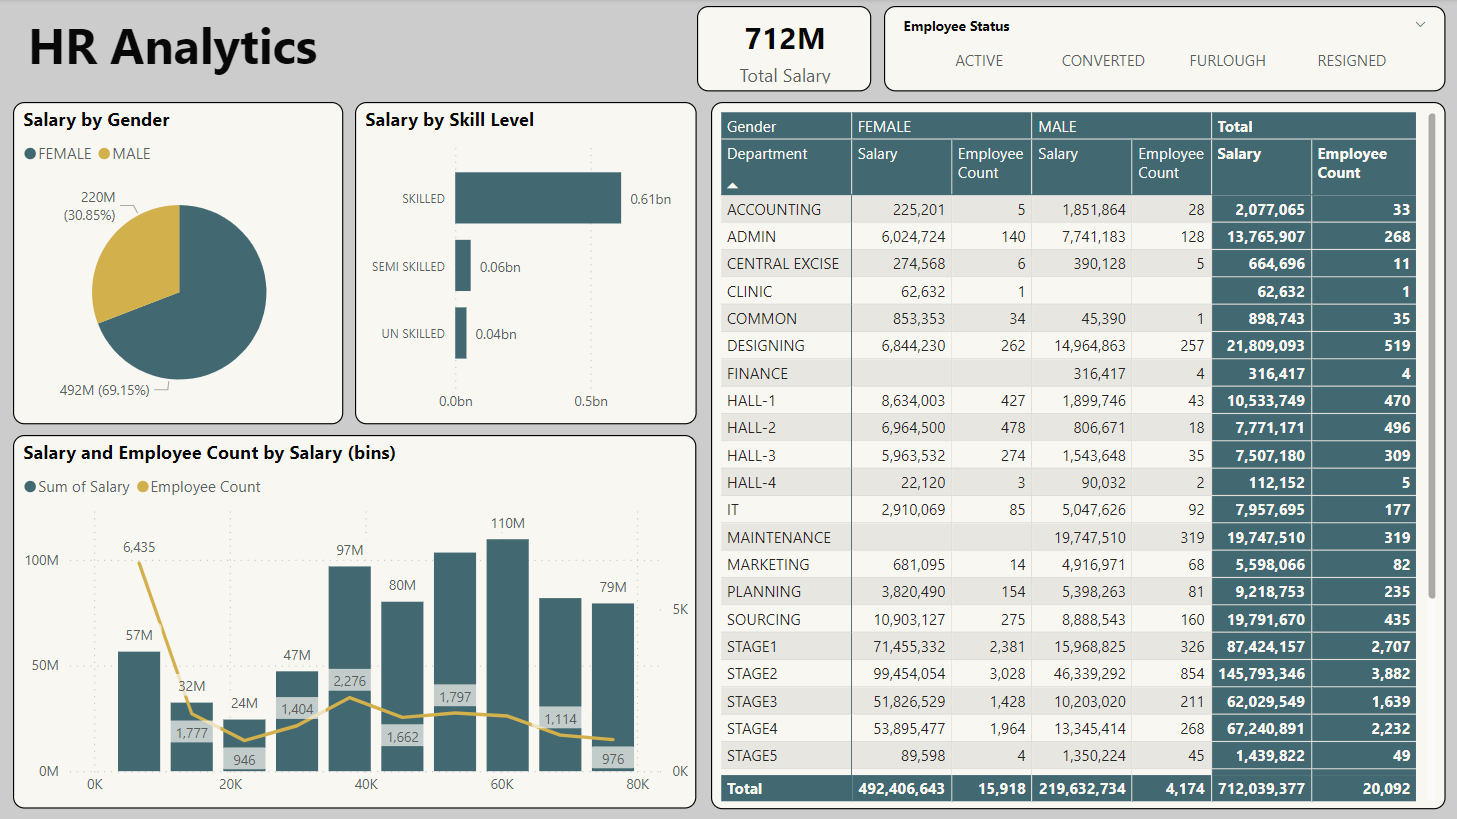 HR Analytics
712M
Total Salary
Employee Status
ACTIVE CONVERTED FURLOUGH RESIGNED
Salary by Gender
FEMALE MALE
220M
(30.85%)
492M (69.15%)
Salary by Skill Level
SKILLED 0.61bn
SEMI SKILLED 0.06bn
UN SKILLED 0.04bn
0.0bn 0.5bn
Salary and Employee Count by Salary (bins)
Sum of Salary Employee Count
110M
6,435 97M
100M
80M 79M
5K
57M
47M
50M
2,276
32M
24M 1,797
1,404
1,114
1,777 1,662
946 976
0M 0K
0K 20K 40K 60K 80K
Gender FEMALE MALE Total
Department Salary Employee Count Salary Employee Count Salary Employee Count
ACCOUNTING 225,201 5 1,851,864 28 2,077,065 33
ADMIN 6,024,724 140 7,741,183 128 13,765,907 268
CENTRAL EXCISE 274,568 6 390,128 5 664,696 11
CLINIC 62,632 1 62,632 1
COMMON 853,353 34 45,390 1 898,743 35
DESIGNING 6,844,230 262 14,964,863 257 21,809,093 519
FINANCE 316,417 4 316,417 4
HALL-1 8,634,003 427 1,899,746 43 10,533,749 470
HALL-2 6,964,500 478 806,671 18 7,771,171 496
HALL-3 5,963,532 274 1,543,648 35 7,507,180 309
HALL-4 22,120 3 90,032 2 112,152 5
IT 2,910,069 85 5,047,626 92 7,957,695 177
MAINTENANCE 19,747,510 319 19,747,510 319
MARKETING 681,095 14 4,916,971 68 5,598,066 82
PLANNING 3,820,490 154 5,398,263 81 9,218,753 235
SOURCING 10,903,127 275 8,888,543 160 19,791,670 435
STAGE1 71,455,332 2,381 15,968,825 326 87,424,157 2,707
STAGE2 99,454,054 3,028 46,339,292 854 145,793,346 3,882
STAGE3 51,826,529 1,428 10,203,020 211 62,029,549 1,639
STAGE4 53,895,477 1,964 13,345,414 268 67,240,891 2,232
STAGE5 89,598 4 1,350,224 45 1,439,822 49
Total 492,406,643 15,918 219,632,734 4,174 712,039,377 20,092